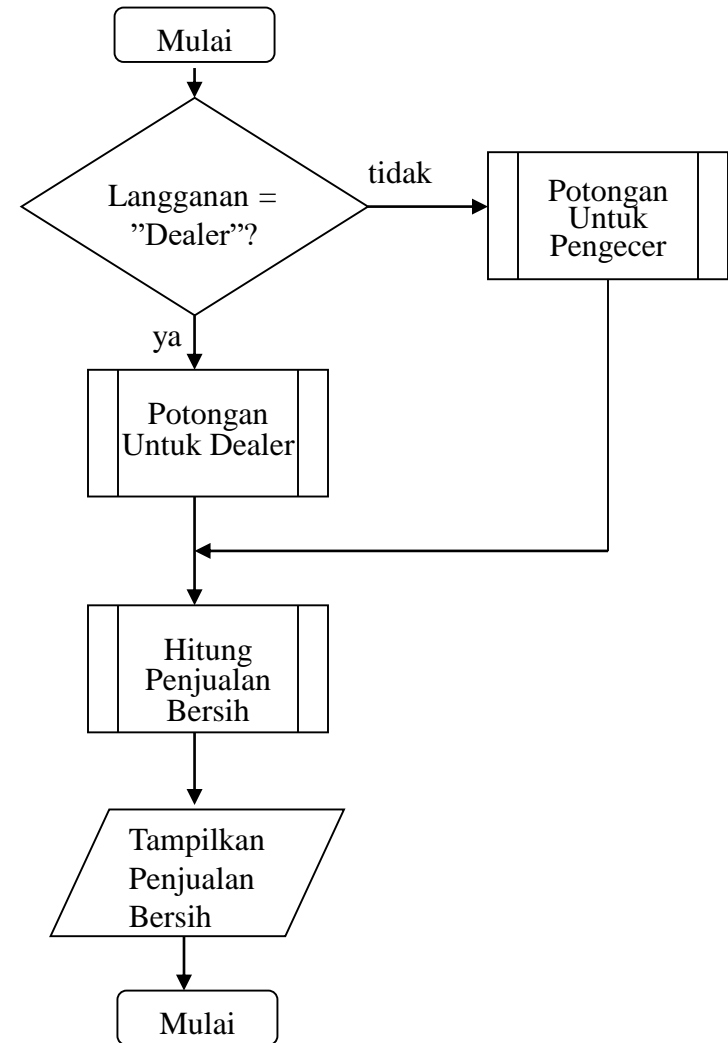 Mulai
Langganan =
”Dealer”?
tidak
Potongan
Untuk
Pengecer
ya
Potongan
Untuk Dealer
Hitung
Penjualan
Bersih
Tampilkan
Penjualan
Bersih
Mulai